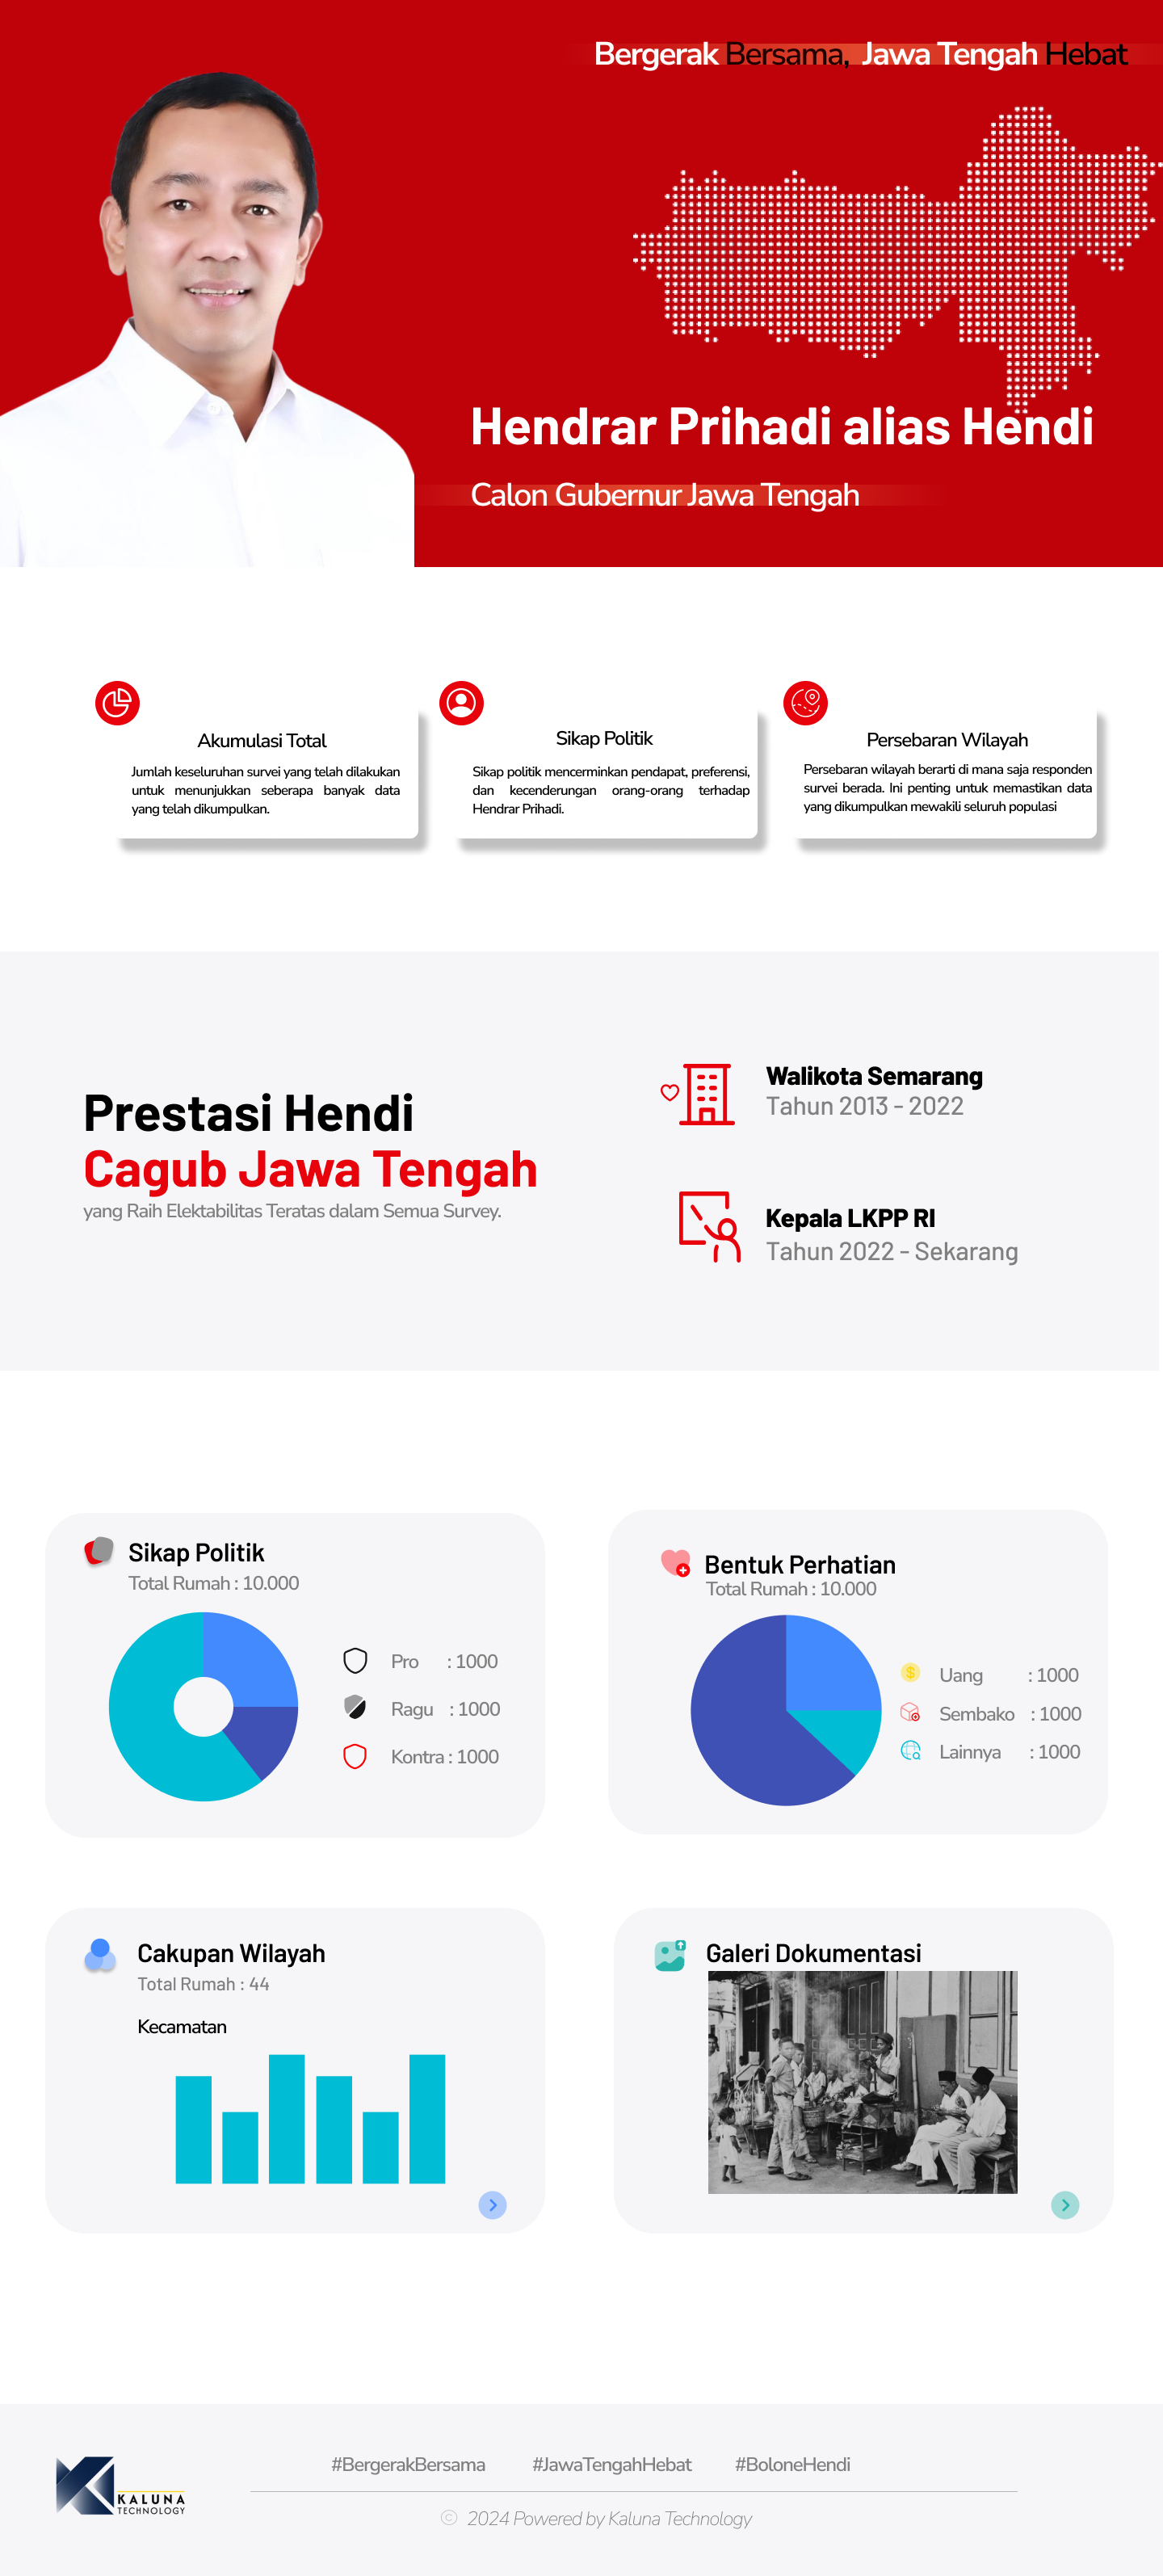 Bergerak Bersama, Jawa Tengah Hebat
Hendrar Prihadi alias Hendi
Calon Gubernur Jawa Tengah
Akumulasi Total
Jumlah keseluruhan survei yang telah dilakukan
untuk menunjukkan seberapa banyak data
yang telah dikumpulkan.
Sikap Politik
Sikap politik mencerminkan pendapat, preferensi,
dan kecenderungan orang-orang terhadap
Hendrar Prihadi.
Persebaran Wilayah
Persebaran wilayah berarti di mana saja responden
survei berada. Ini penting untuk memastikan data
yang dikumpulkan mewakili seluruh populasi
Prestasi Hendi
Cagub Jawa Tengah
yang Raih Elektabilitas Teratas dalam Semua Survey.
Walikota Semarang
Tahun 2013 - 2022
Kepala LKPP RI
Tahun 2022 - Sekarang
Sikap Politik
Total Rumah : 10.000
Pro : 1000
Ragu : 1000
Kontra : 1000
Bentuk Perhatian
Total Rumah : 10.000
Uang : 1000
Sembako : 1000
Lainnya : 1000
Cakupan Wilayah
Total Rumah : 44
Kecamatan
Galeri Dokumentasi
#BergerakBersama #JawaTengahHebat #BoloneHendi
KALUNA
TECHNOLOGY
© 2024 Powered by Kaluna Technology